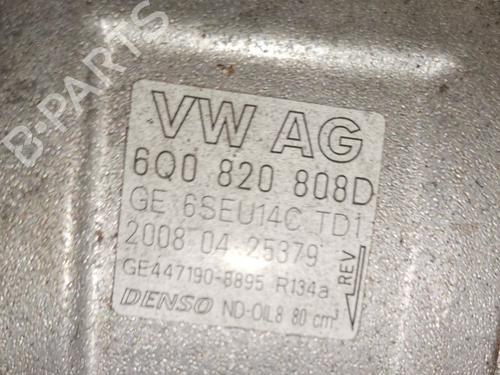 B-PARTS
VW AG
6Q0 820 808D
GE 6SEU14C TD1
2008 04 25379
GE447190-8895 R134a
REV
DENSO ND-OIL8 80 cm³